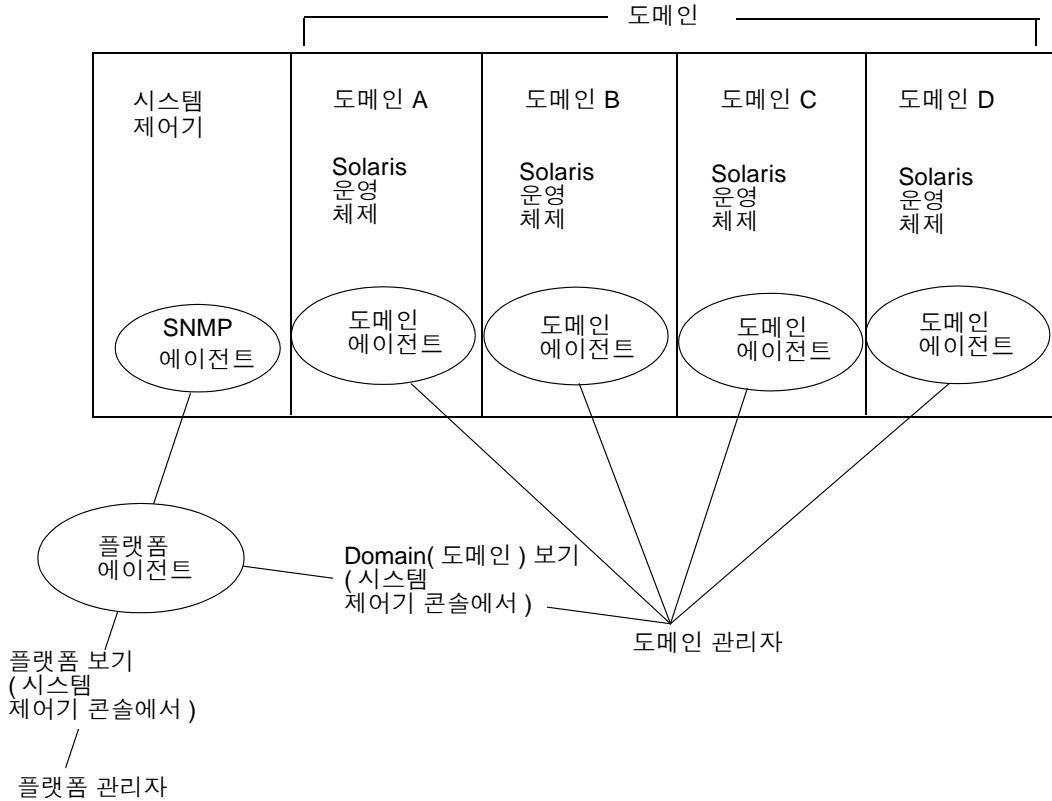 도메인
시스템
제어기
도메인 A
도메인 B
도메인 C
도메인 D
Solaris
운영
체제
Solaris
운영
체제
Solaris
운영
체제
Solaris
운영
체제
SNMP
에이전트
도메인
에이전트
도메인
에이전트
도메인
에이전트
도메인
에이전트
플랫폼
에이전트
Domain( 도메인 ) 보기
( 시스템
제어기 콘솔에서 )
도메인 관리자
플랫폼 보기
( 시스템
제어기 콘솔에서 )
플랫폼 관리자